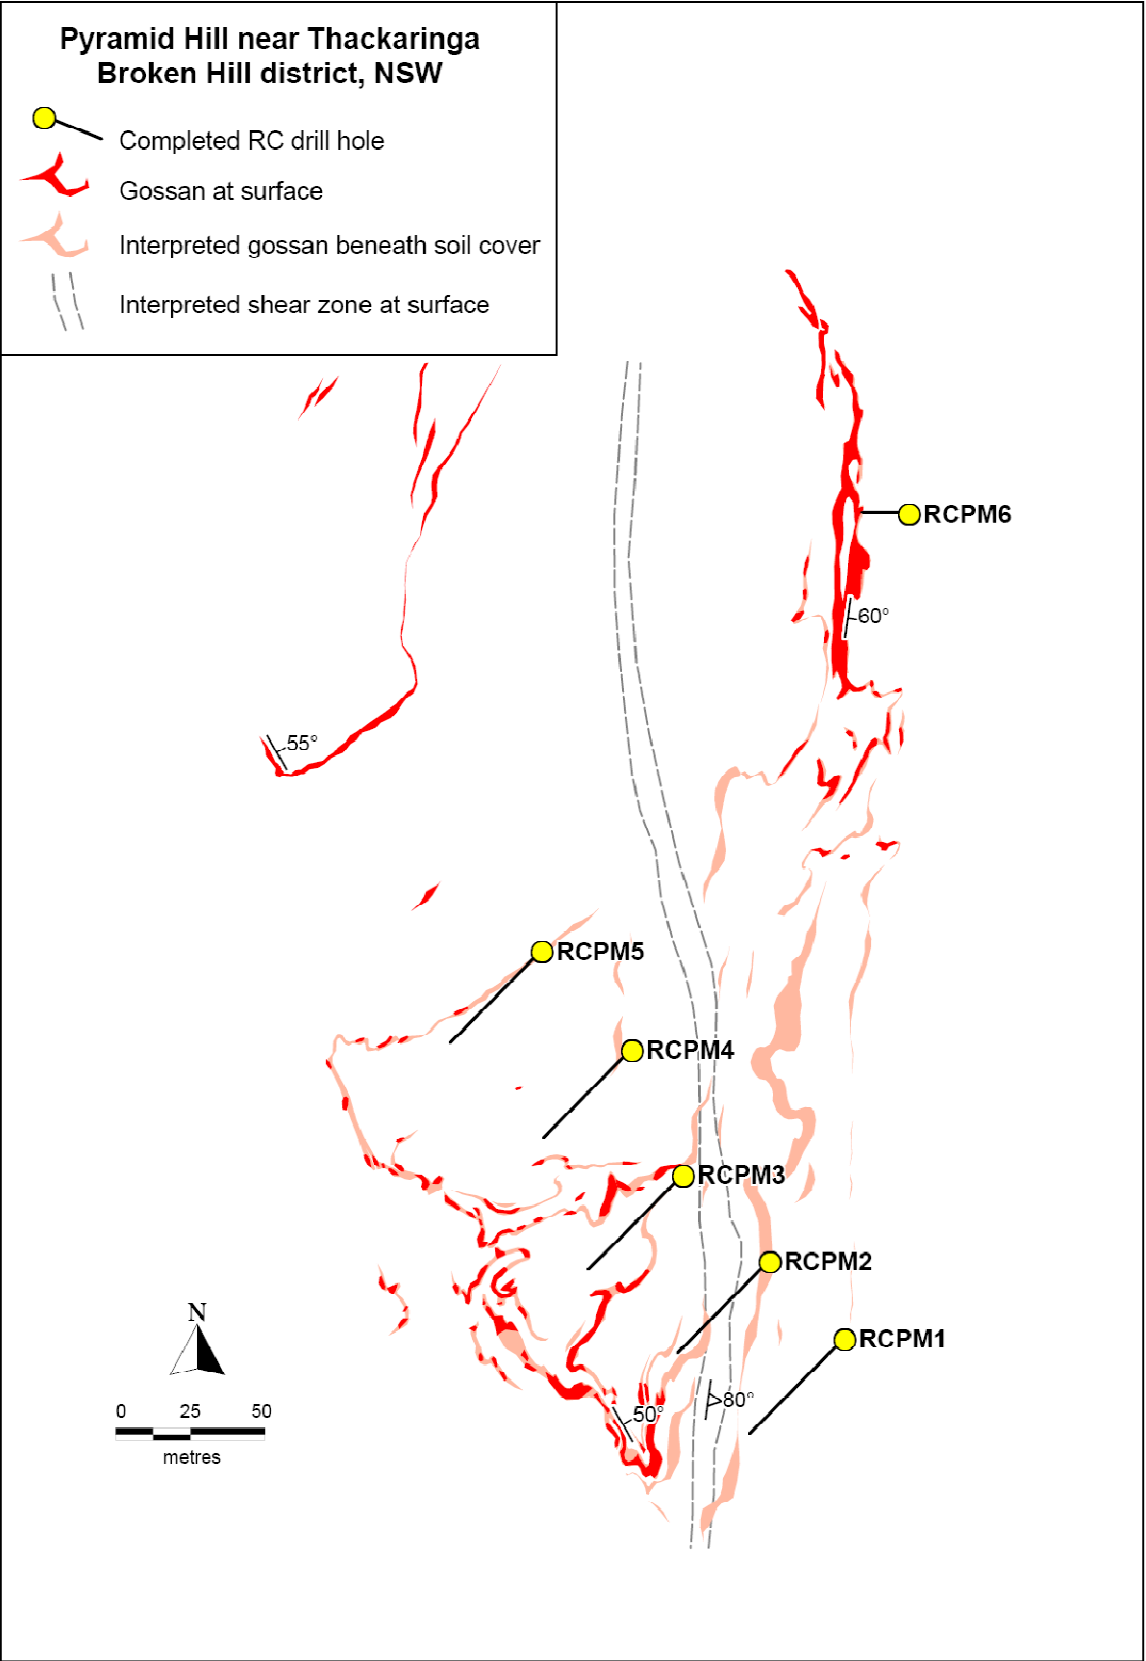 Pyramid Hill near Thackaringa
Broken Hill district, NSW
Completed RC drill hole
Gossan at surface
Interpreted gossan beneath soil cover
Interpreted shear zone at surface
RCPM6
60°
55°
RCPM5
RCPM4
RCPM3
RCPM2
N
RCPM1
80°
50°
0 25 50
metres